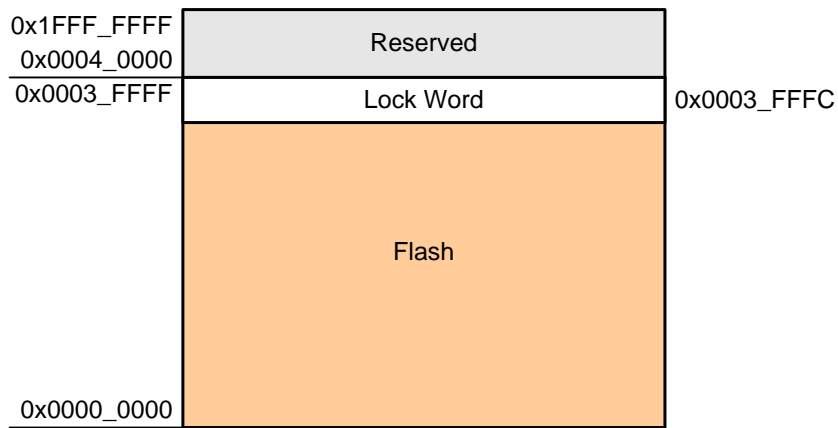 0x1FFF_FFFF
Reserved
0x0004_0000
0x0003_FFFF
Lock Word
0x0003_FFFC
Flash
0x0000_0000